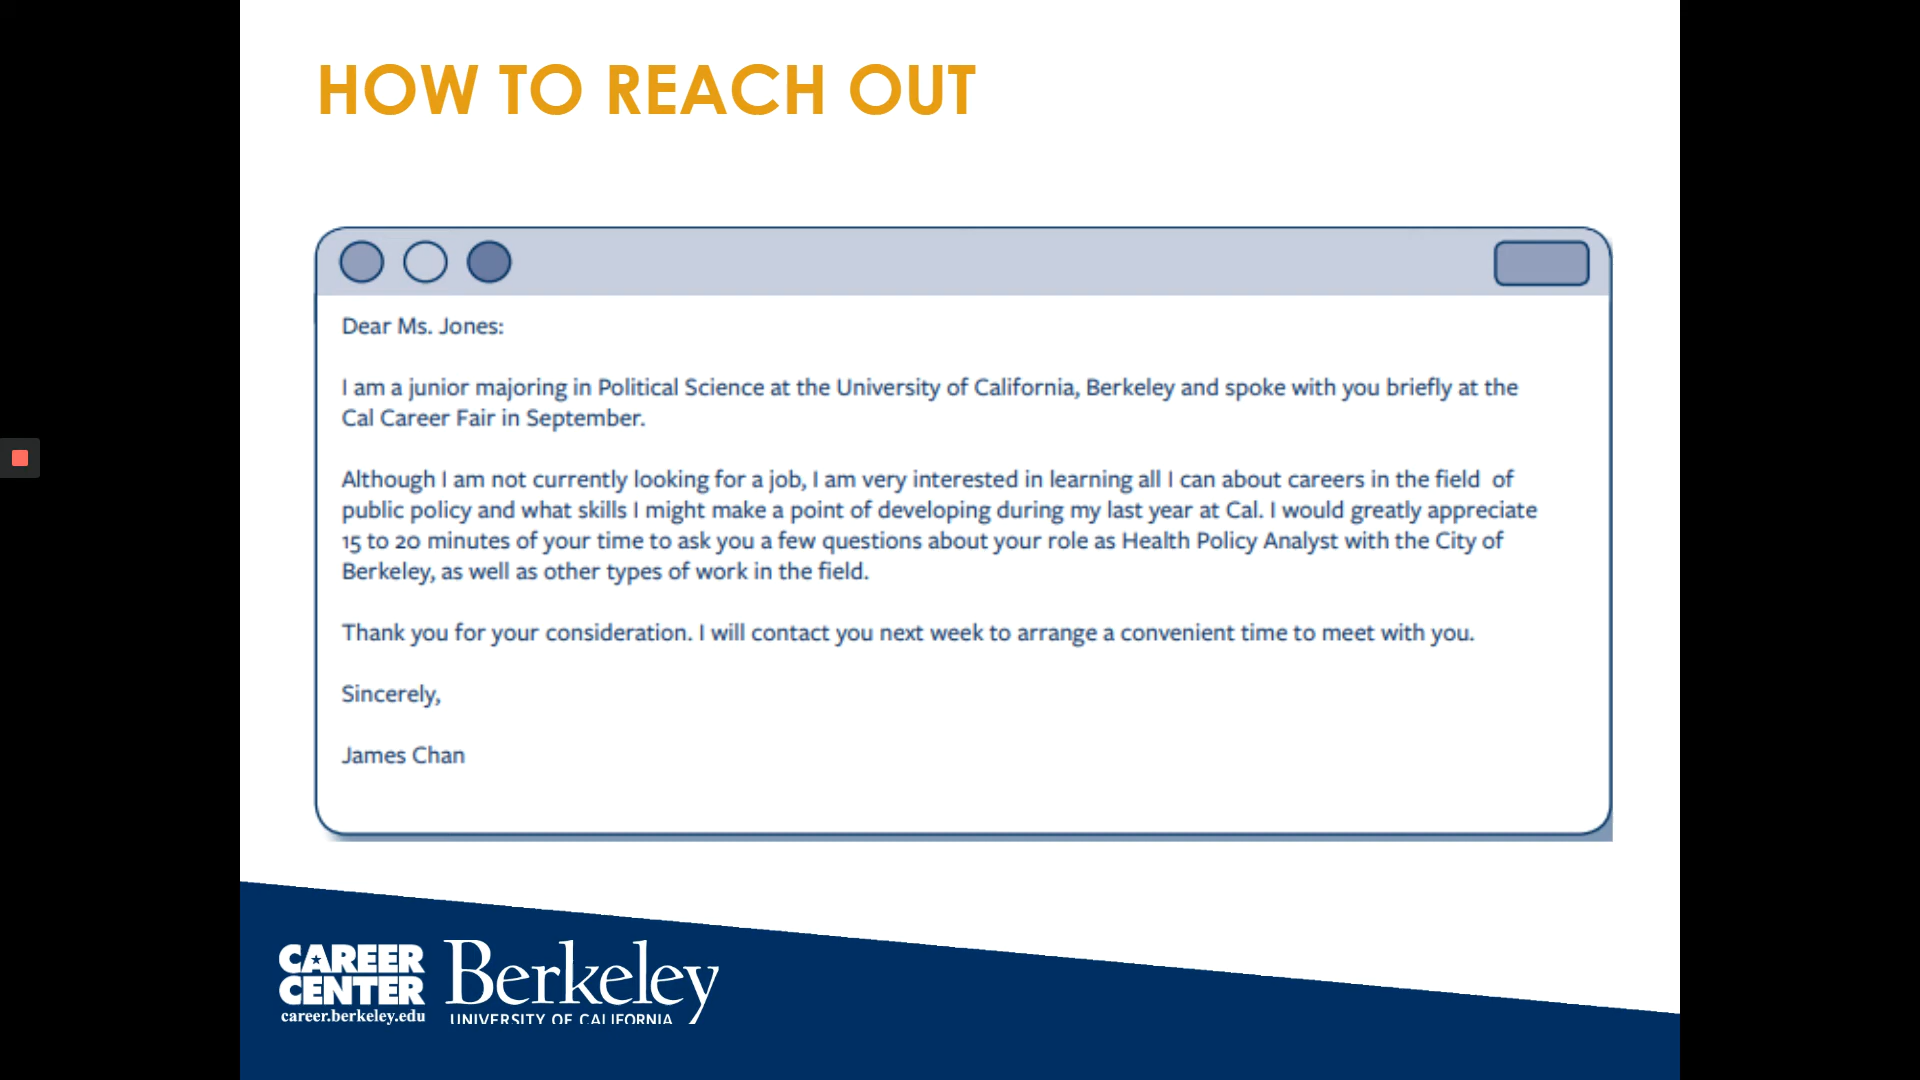 HOW TO REACH OUT
Dear Ms. Jones:
I am a junior majoring in Political Science at the University of California, Berkeley and spoke with you briefly at the
Cal Career Fair in September.
Although I am not currently looking for a job, I am very interested in learning all I can about careers in the field of
public policy and what skills I might make a point of developing during my last year at Cal. I would greatly appreciate
15 to 20 minutes of your time to ask you a few questions about your role as Health Policy Analyst with the City of
Berkeley, as well as other types of work in the field.
Thank you for your consideration. I will contact you next week to arrange a convenient time to meet with you.
Sincerely,
James Chan
CAREER
CENTER
career.berkeley.edu
Berkeley
UNIVERSITY OF CALIFORNIA